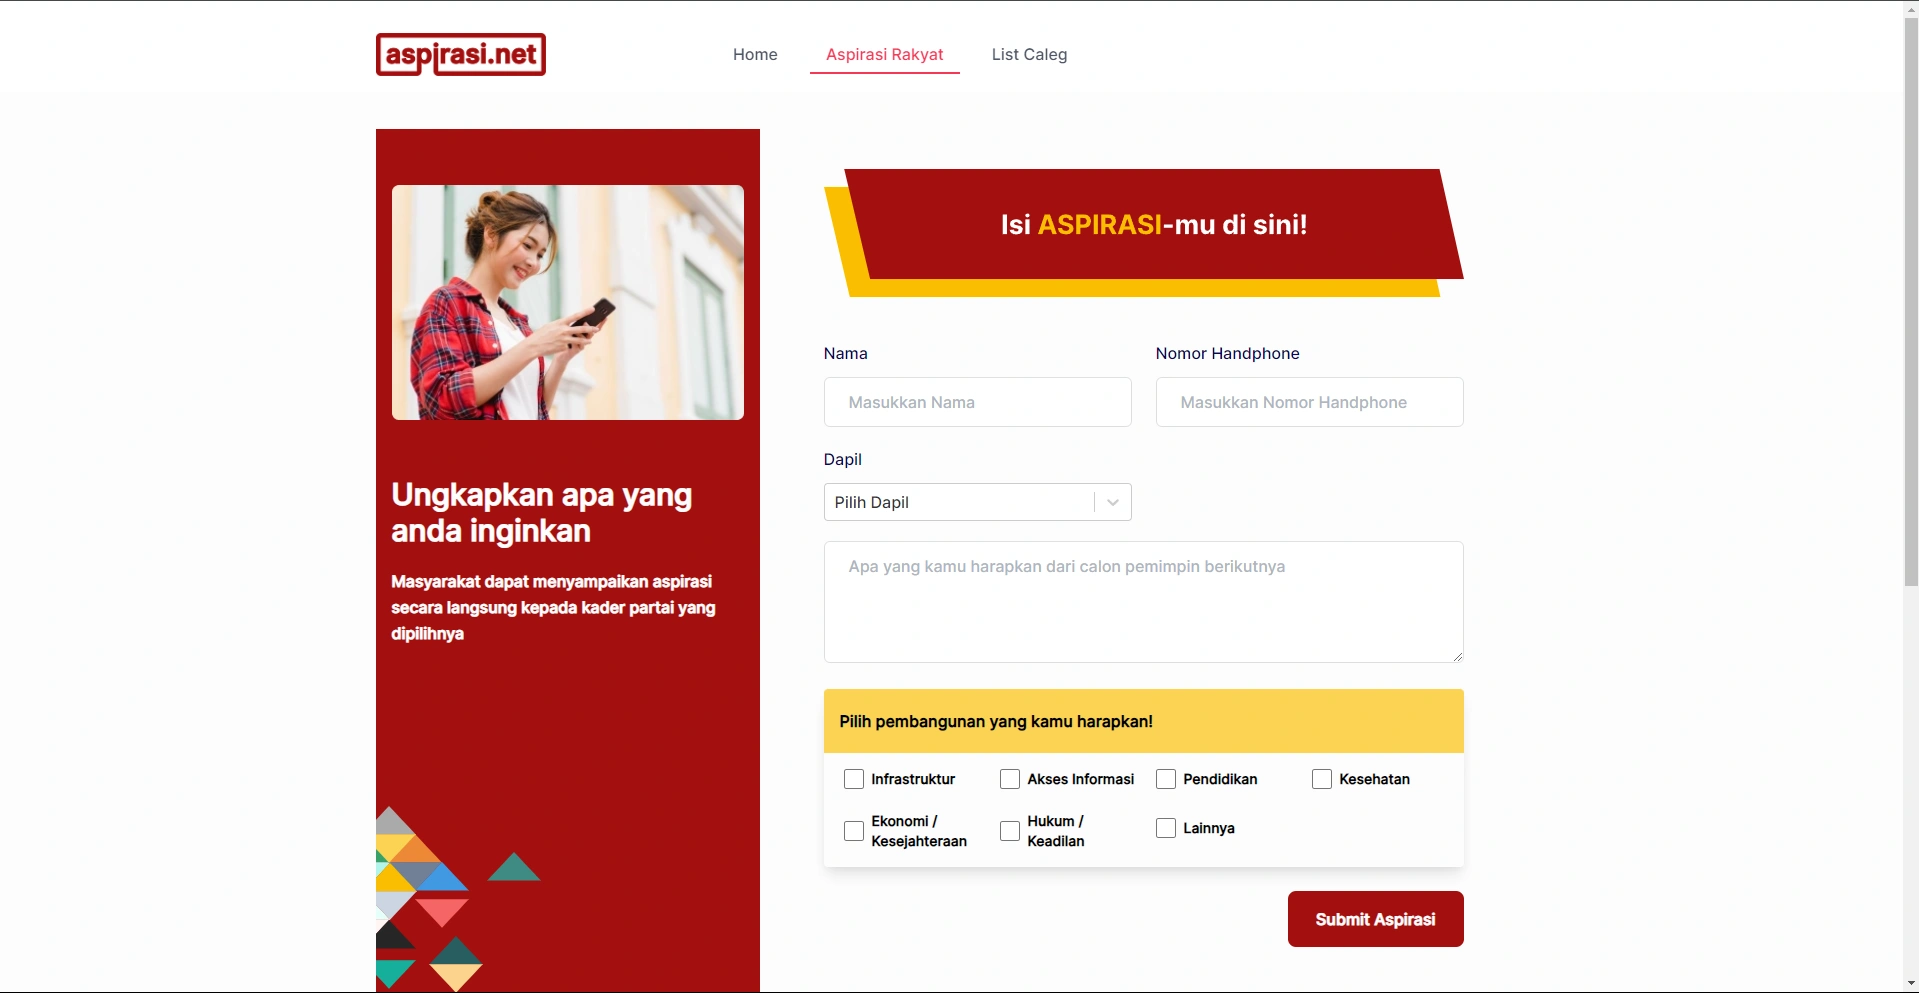 aspirasi.net
Home
Aspirasi Rakyat
List Caleg
Ungkapkan apa yang
anda inginkan
Masyarakat dapat menyampaikan aspirasi
secara langsung kepada kader partai yang
dipilihnya
Isi ASPIRASI-mu di sini!
Nama
Masukkan Nama
Nomor Handphone
Masukkan Nomor Handphone
Dapil
Pilih Dapil
Apa yang kamu harapkan dari calon pemimpin berikutnya
Pilih pembangunan yang kamu harapkan!
Infrastruktur
Akses Informasi
Pendidikan
Kesehatan
Ekonomi /
Kesejahteraan
Hukum /
Keadilan
Lainnya
Submit Aspirasi